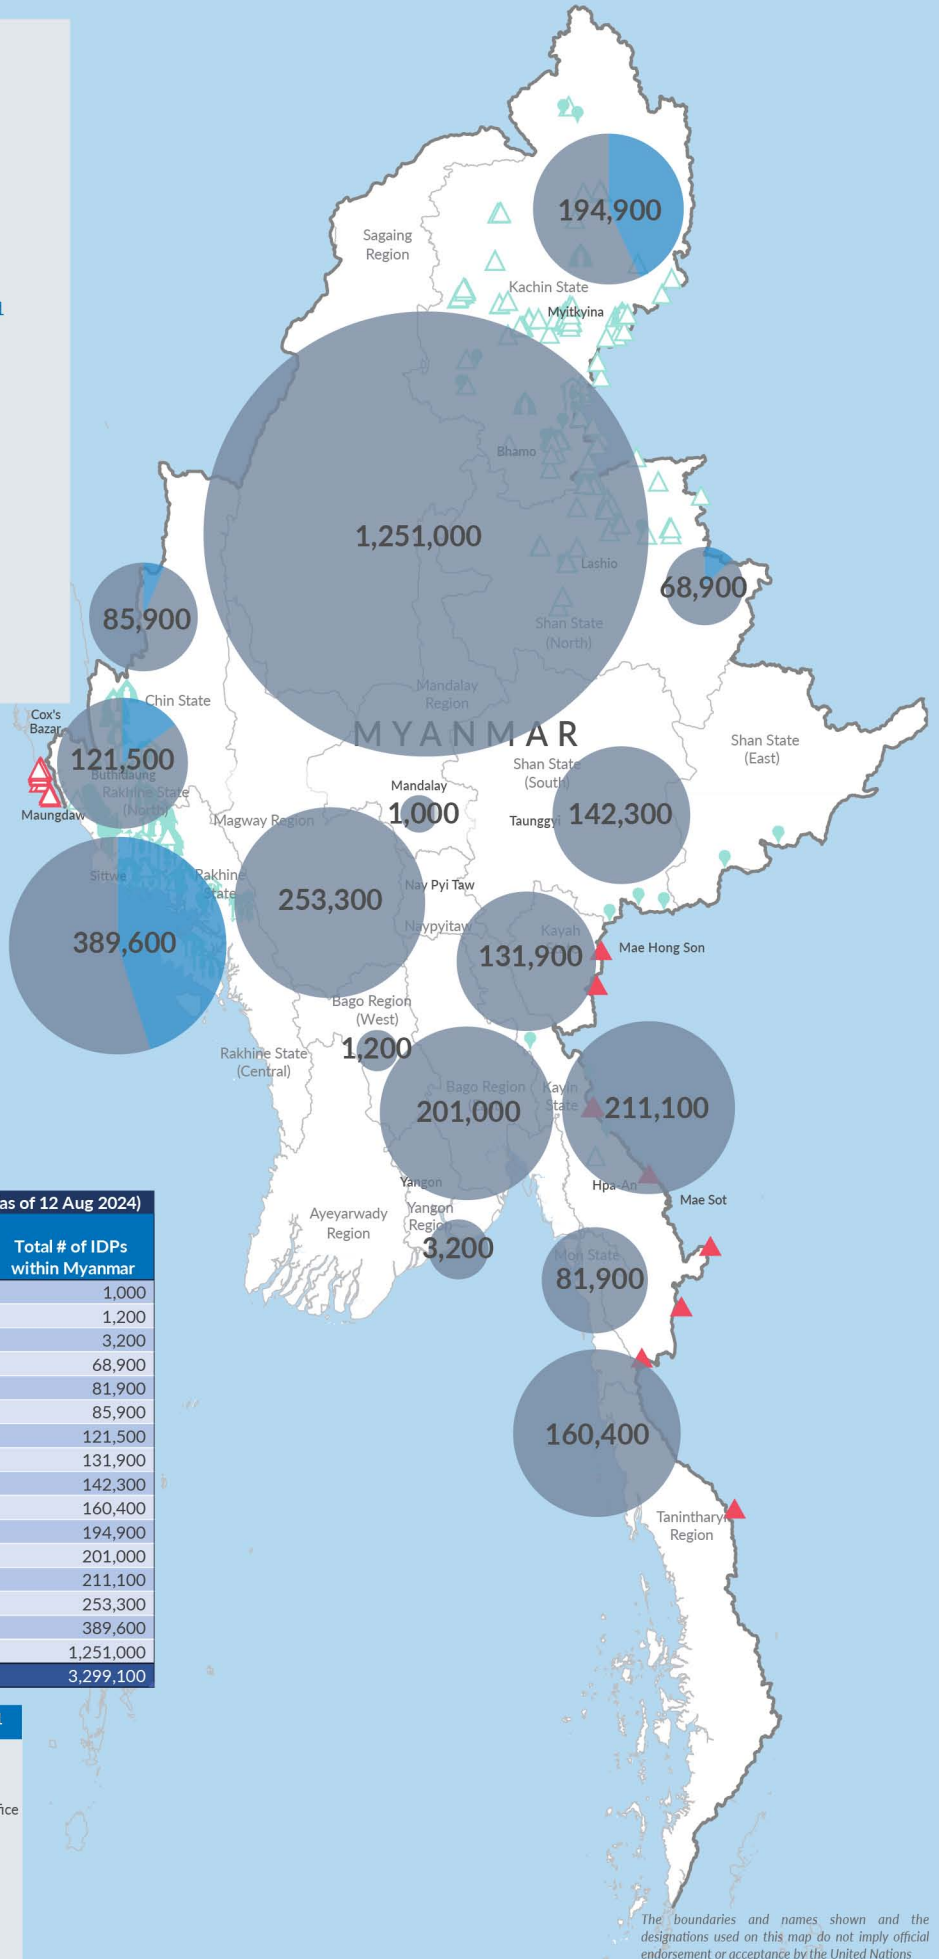 194,900
Sagaing
Region
Kachin State
Myitkyina
1
Bhamo
1,251,000
Lashio
68,900
85,900
Shan State
(North)
Mandalay
Region
Chin State
Cox's
Bazar
MYANMAR
Shan State
(East)
121,500
Buthidaung
Rakhine State
(North)
Shan State
(South)
Mandalay
1,000
Maungdaw
Magway Region
Taunggyi
142,300
Sittwe
Rakhine
State
Nay Pyi Taw
253,300
Naypyitaw
Kayah
389,600
131,900
Mae Hong Son
Bago Region
(West)
1,200
Rakhine State
(Central)
Bago Region
201,000
Kayin
State
211,100
Yangon
Hpa-An
Mae Sot
Ayeyarwady
Region
Yangon
Region
3,200
Mon State
81,900
as of 12 Aug 2024)
Total # of IDPs
within Myanmar
1,000
1,200
3,200
68,900
81,900
85,900
121,500
131,900
142,300
160,400
194,900
201,000
211,100
253,300
389,600
1,251,000
3,299,100
160,400
Tanintharyi
Region
The boundaries and names shown and the
designations used on this map do not imply official
endorsement or acceptance by the United Nations